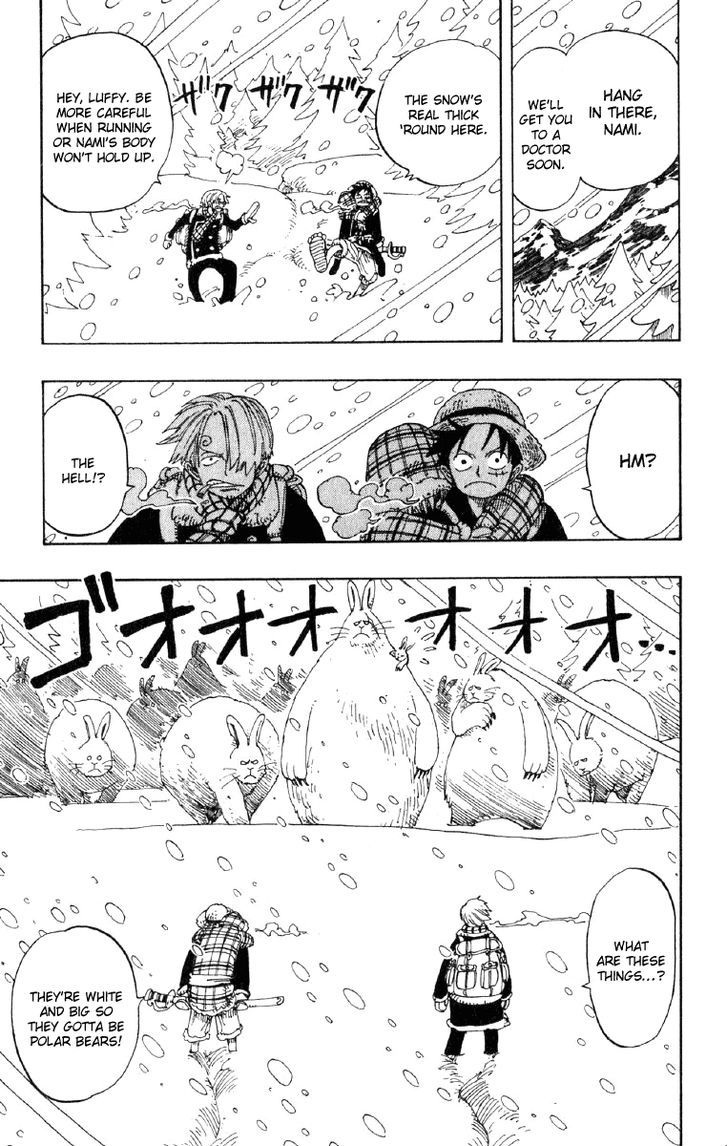 HANG
IN THERE,
NAMI.
WE'LL
GET YOU
TO A
DOCTOR
SOON.
THE SNOW'S
REAL THICK
'ROUND HERE.
ザク ザク ザク
HEY, LUFFY. BE
MORE CAREFUL
WHEN RUNNING
OR NAMI'S BODY
WON'T HOLD UP.
HM?
THE
HELL!?
ゴオオオオオオ...
WHAT
ARE THESE
THINGS...?
THEY'RE WHITE
AND BIG SO
THEY GOTTA BE
POLAR BEARS!